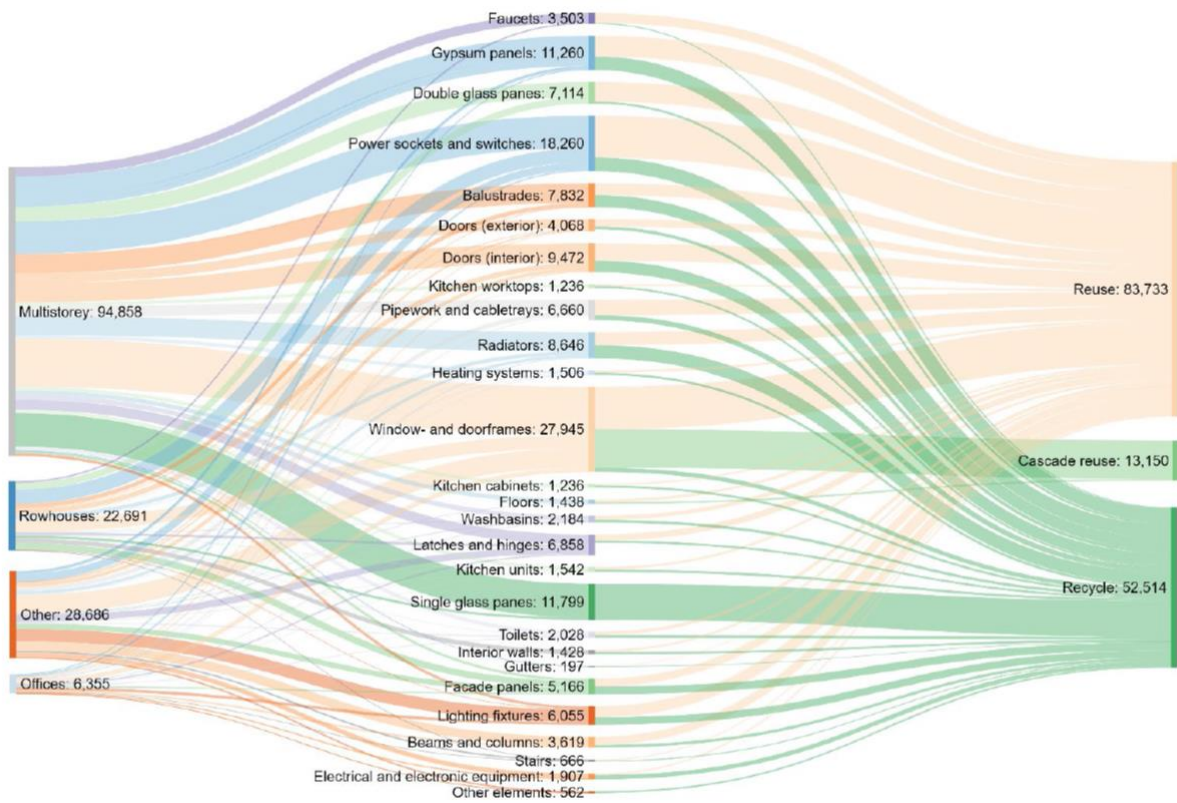 Faucets: 3,503
Gypsum panels: 11,260
Double glass panes: 7,114
Power sockets and switches: 18,260
Balustrades: 7,832
Doors (exterior): 4,068
Doors (interior): 9,472
Kitchen worktops: 1,236
Pipework and cabletrays: 6,660
Radiators: 8,646
Heating systems: 1,506
Window- and doorframes: 27,945
Kitchen cabinets: 1,236
Floors: 1,438
Washbasins: 2,184
Latches and hinges: 6,858
Kitchen units: 1,542
Single glass panes: 11,799
Toilets: 2,028
Interior walls: 1,428
Gutters: 197
Facade panels: 5,166
Lighting fixtures: 6,055
Beams and columns: 3,619
Stairs: 666
Electrical and electronic equipment: 1,907
Other elements: 562
Multistorey: 94,858
Rowhouses: 22,691
Other: 28,686
Offices: 6,355
Reuse: 83,733
Cascade reuse: 13,150
Recycle: 52,514